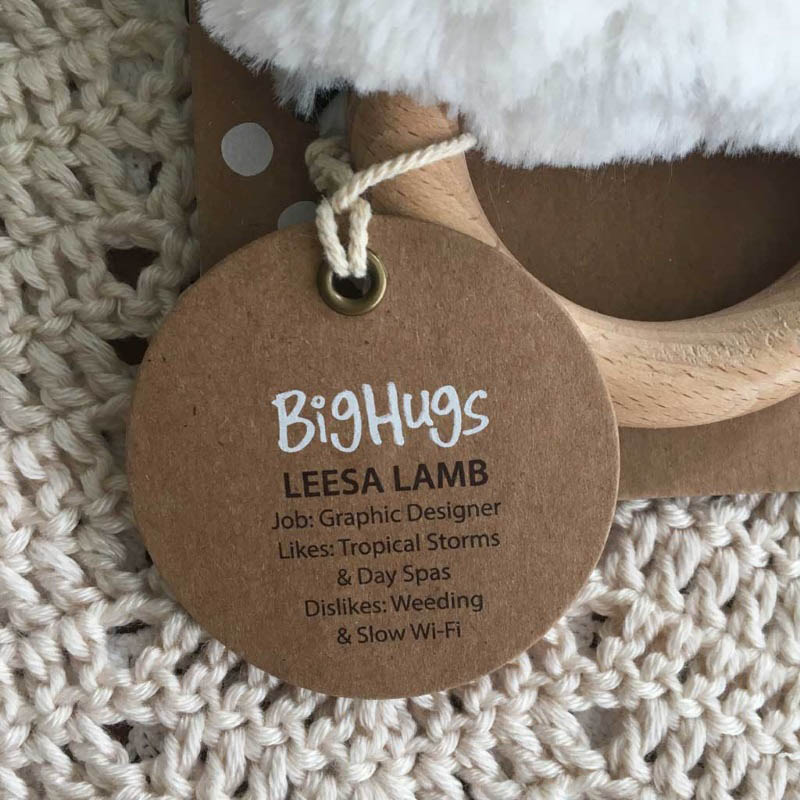 BigHugs
LEESA LAMB
Job: Graphic Designer
Likes: Tropical Storms
& Day Spas
Dislikes: Weeding
& Slow Wi-Fi